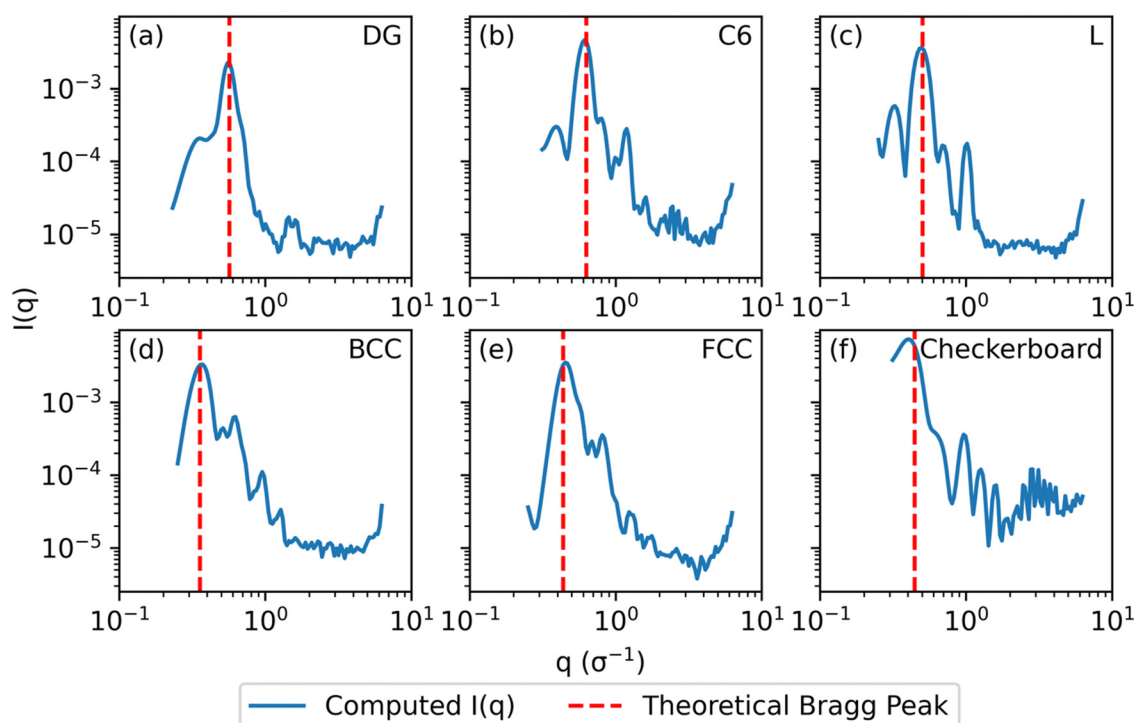 (a) DG (b) C6 (c) L
10⁻³
10⁻⁴
10⁻⁵
10⁻¹ 10⁰ 10¹ 10⁻¹ 10⁰ 10¹ 10⁻¹ 10⁰ 10¹
I(q)
(d) BCC (e) FCC (f) Checkerboard
10⁻³
10⁻⁴
10⁻⁵
10⁻¹ 10⁰ 10¹ 10⁻¹ 10⁰ 10¹ 10⁻¹ 10⁰ 10¹
q (σ⁻¹)
Computed I(q) Theoretical Bragg Peak